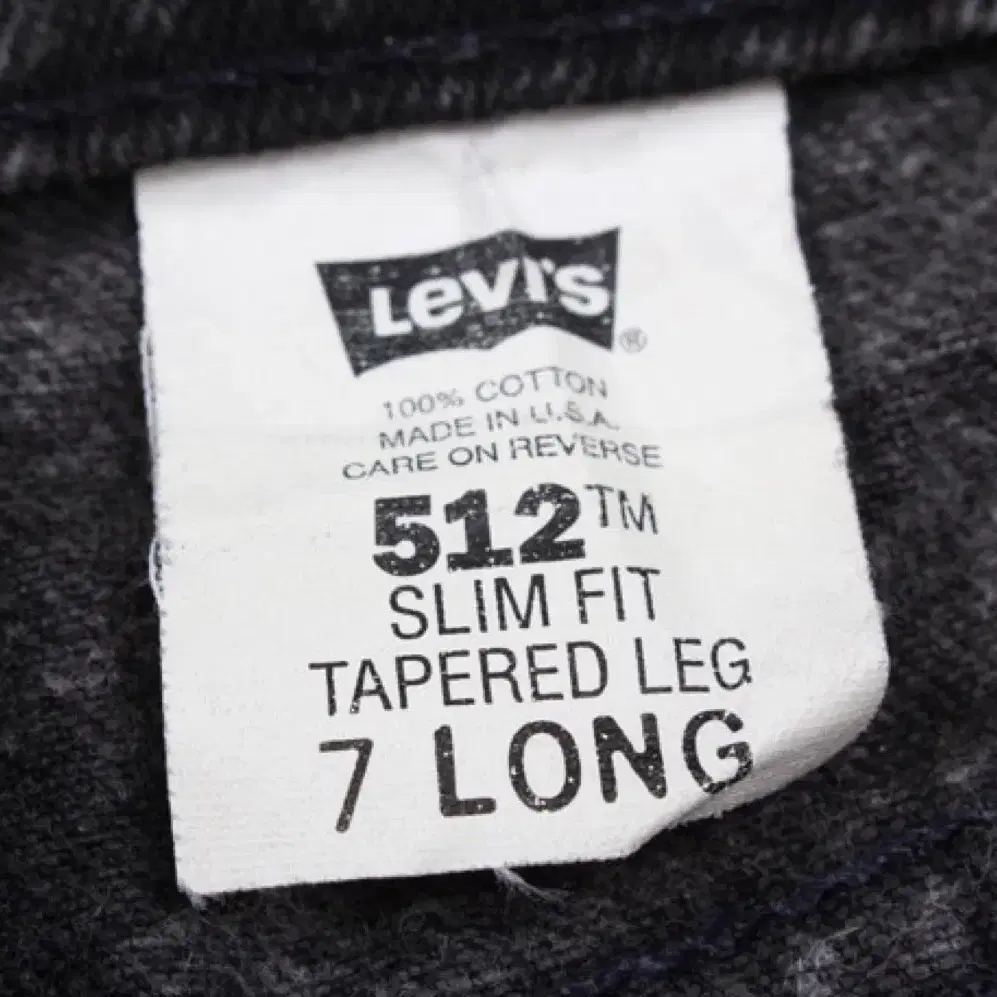 Levi's®
100% COTTON
MADE IN U.S.A.
CARE ON REVERSE
512™
SLIM FIT
TAPERED LEG
7 LONG